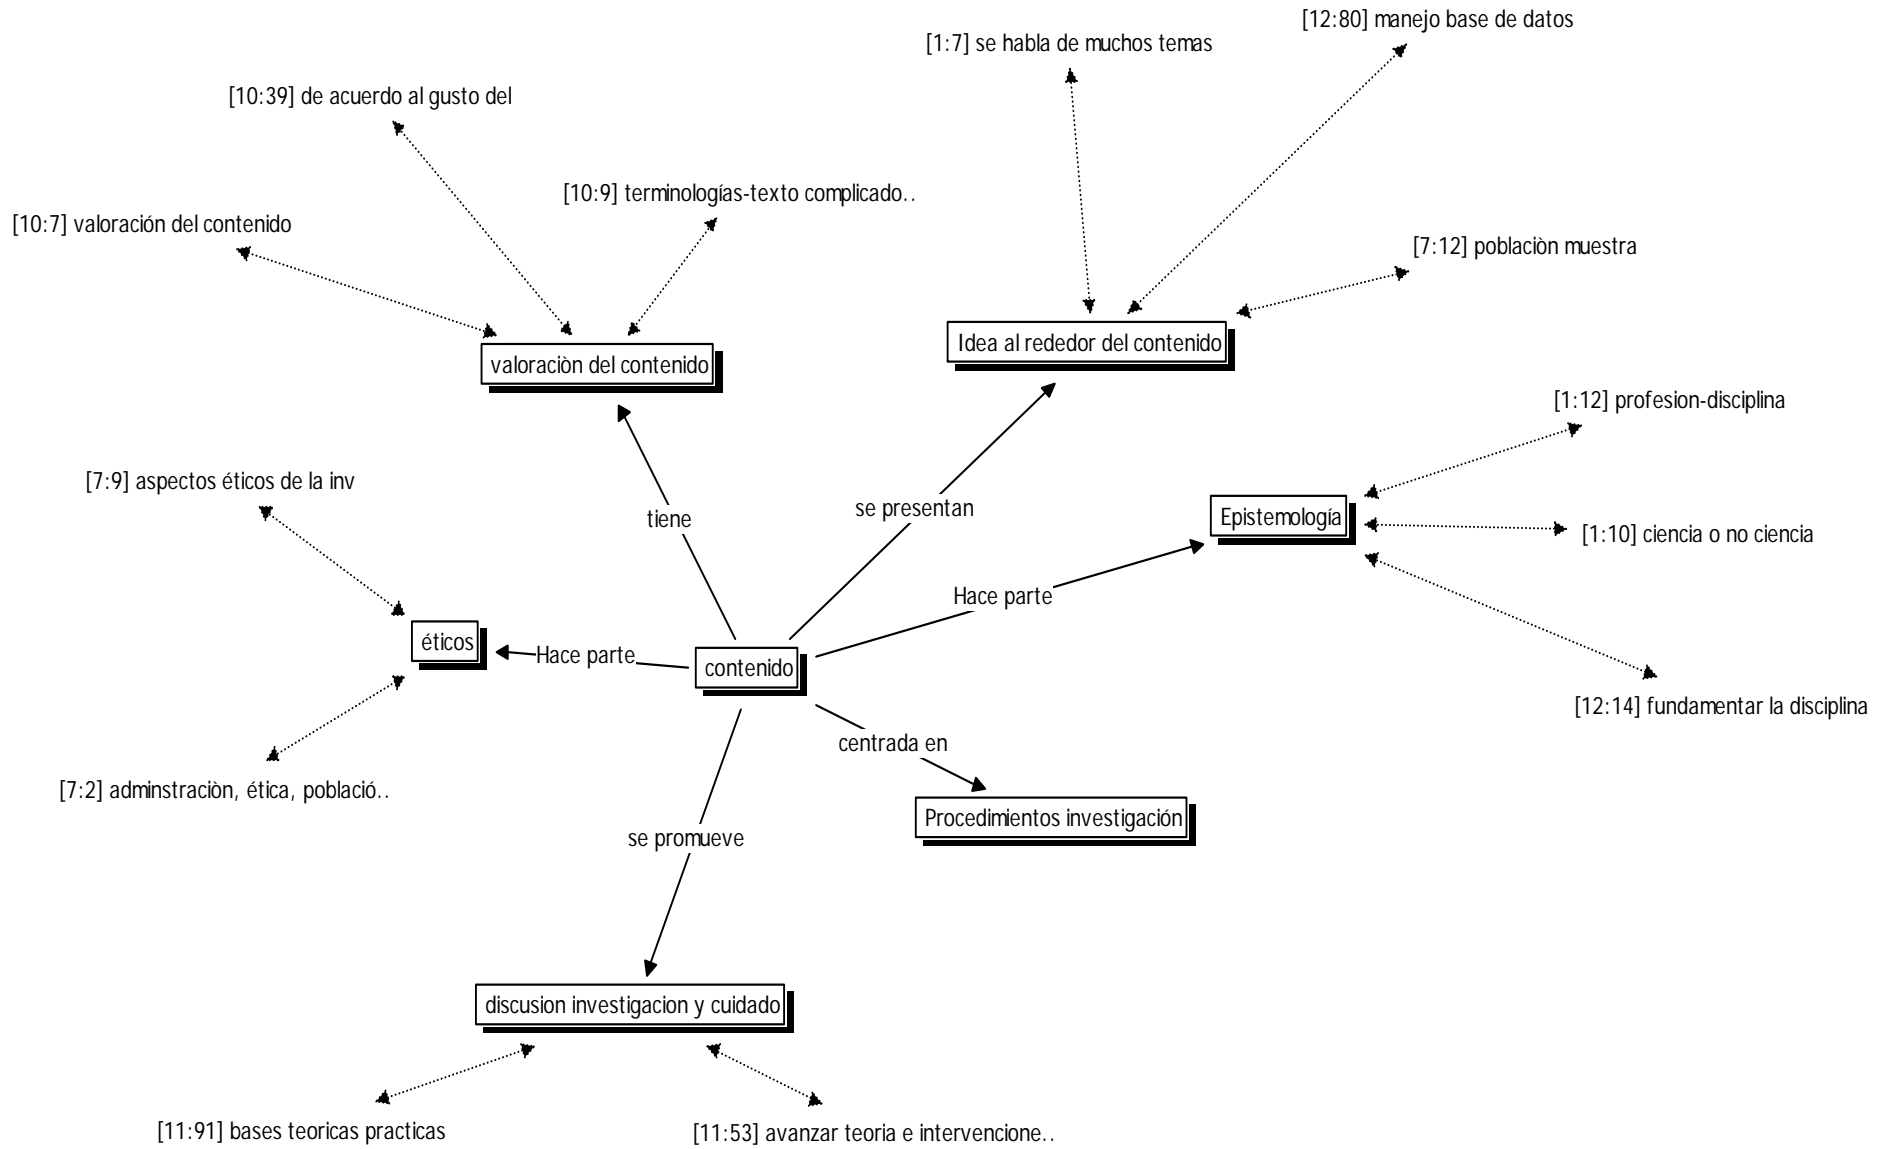 [12:80] manejo base de datos
[1:7] se habla de muchos temas
[10:39] de acuerdo al gusto del
[10:9] terminologías-texto complicado..
[10:7] valoración del contenido
[7:12] poblaciòn muestra
Idea al rededor del contenido
valoraciòn del contenido
[1:12] profesion-disciplina
[7:9] aspectos éticos de la inv
se presentan
tiene
Epistemología
[1:10] ciencia o no ciencia
Hace parte
éticos
Hace parte
contenido
[12:14] fundamentar la disciplina
centrada en
[7:2] adminstraciòn, ética, població..
Procedimientos investigación
se promueve
discusion investigacion y cuidado
[11:91] bases teoricas practicas
[11:53] avanzar teoria e intervencione..